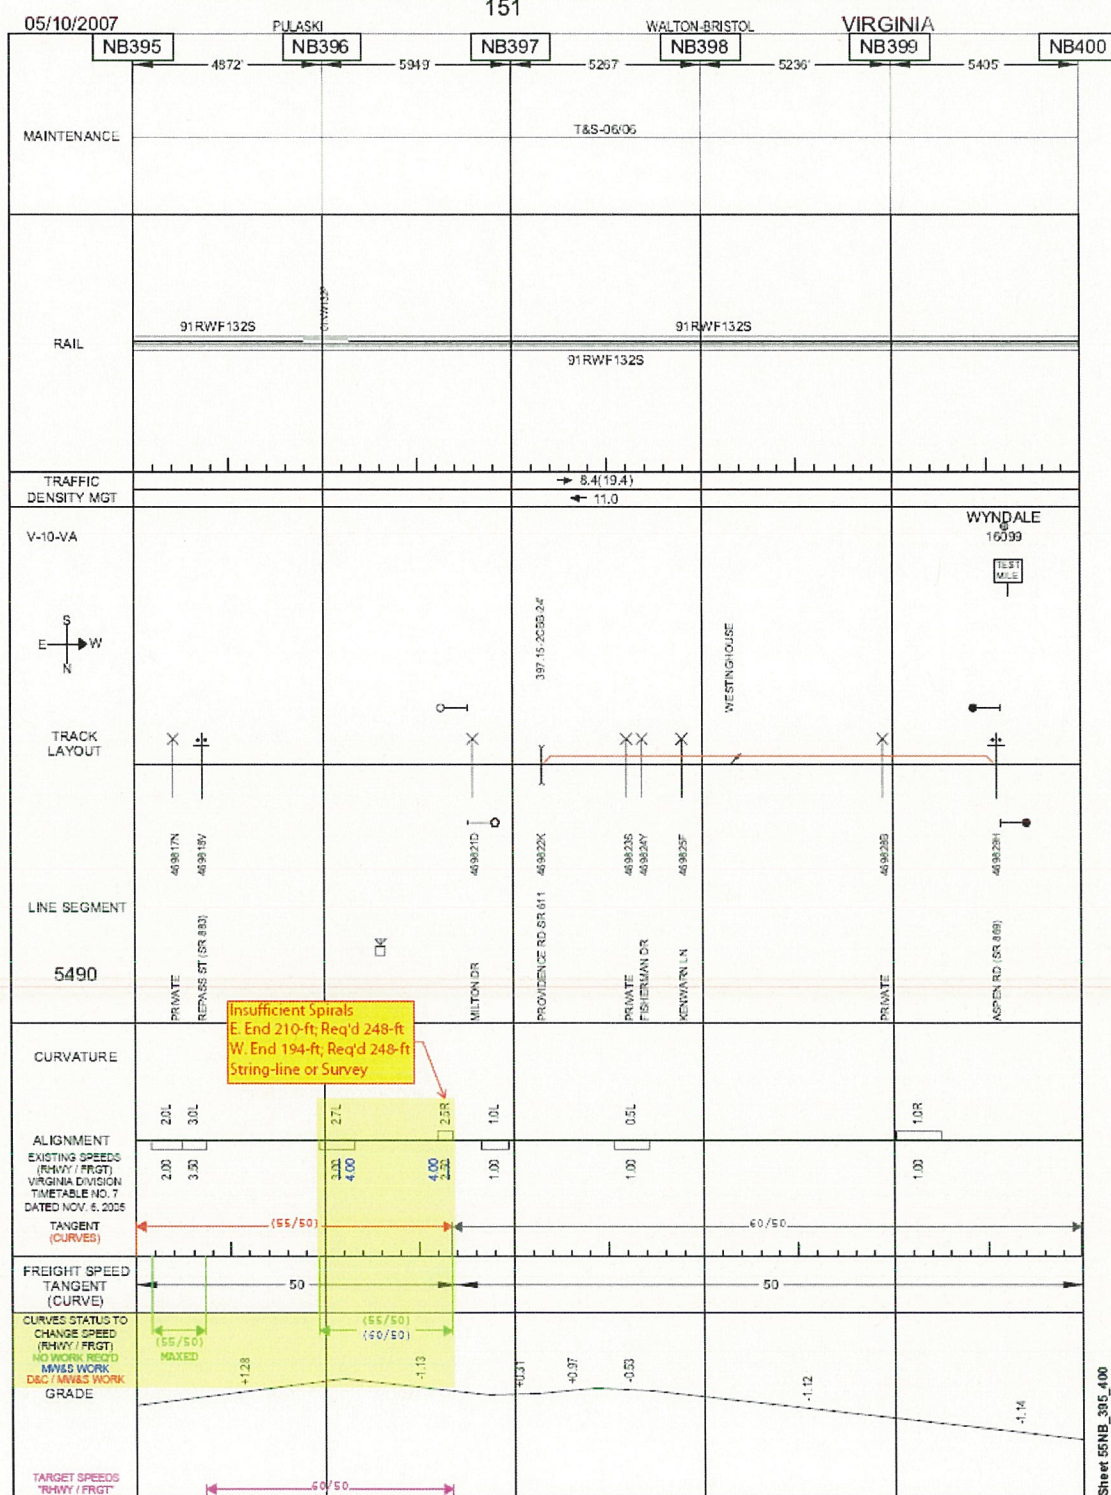 151
05/10/2007
PULASKI
WALTON-BRISTOL
VIRGINIA
NB395
NB396
NB397
NB398
NB399
NB400
4872'
5949'
5267'
5236'
5405'
MAINTENANCE
T&S-06/06
RAIL
91RWF132S
91RWF132S
91RWF132S
TRAFFIC
DENSITY MGT
8.4(19.4)
11.0
V-10-VA
WYNDALE
16099
TEST
MILE
S
E W
N
397.15-2CBB-24'
WESTINGHOUSE
TRACK
LAYOUT
469817N
469818V
469821D
469822K
469823S
469824Y
469825F
469828B
469829H
LINE SEGMENT
5490
PRIVATE
REPASS ST (SR 883)
MILTON DR
PROVIDENCE RD-SR 611
PRIVATE
FISHERMAN DR
KENWARN LN
PRIVATE
ASPEN RD (SR 869)
Insufficient Spirals
E. End 210-ft; Req'd 248-ft
W. End 194-ft; Req'd 248-ft
String-line or Survey
CURVATURE
2.0L
3.0L
2.7L
2.5R
1.0L
0.5L
1.0R
ALIGNMENT
EXISTING SPEEDS
(RHWY / FRGT)
VIRGINIA DIVISION
TIMETABLE NO. 7
DATED NOV. 6, 2005
2.00
3.50
3.00
4.00
4.00
2.50
1.00
1.00
1.00
TANGENT
(CURVES)
(55/50)
60/50
FREIGHT SPEED
TANGENT
(CURVE)
50
50
CURVES STATUS TO
CHANGE SPEED
(RHWY / FRGT)
NO WORK REQ'D
MW&S WORK
D&C / MW&S WORK
(55/50)
MAXED
(55/50)
(60/50)
GRADE
+1.28
-1.13
+0.31
+0.97
-0.53
-1.12
-1.14
TARGET SPEEDS
"RHWY / FRGT"
60/50
Sheet 55NB_395_400